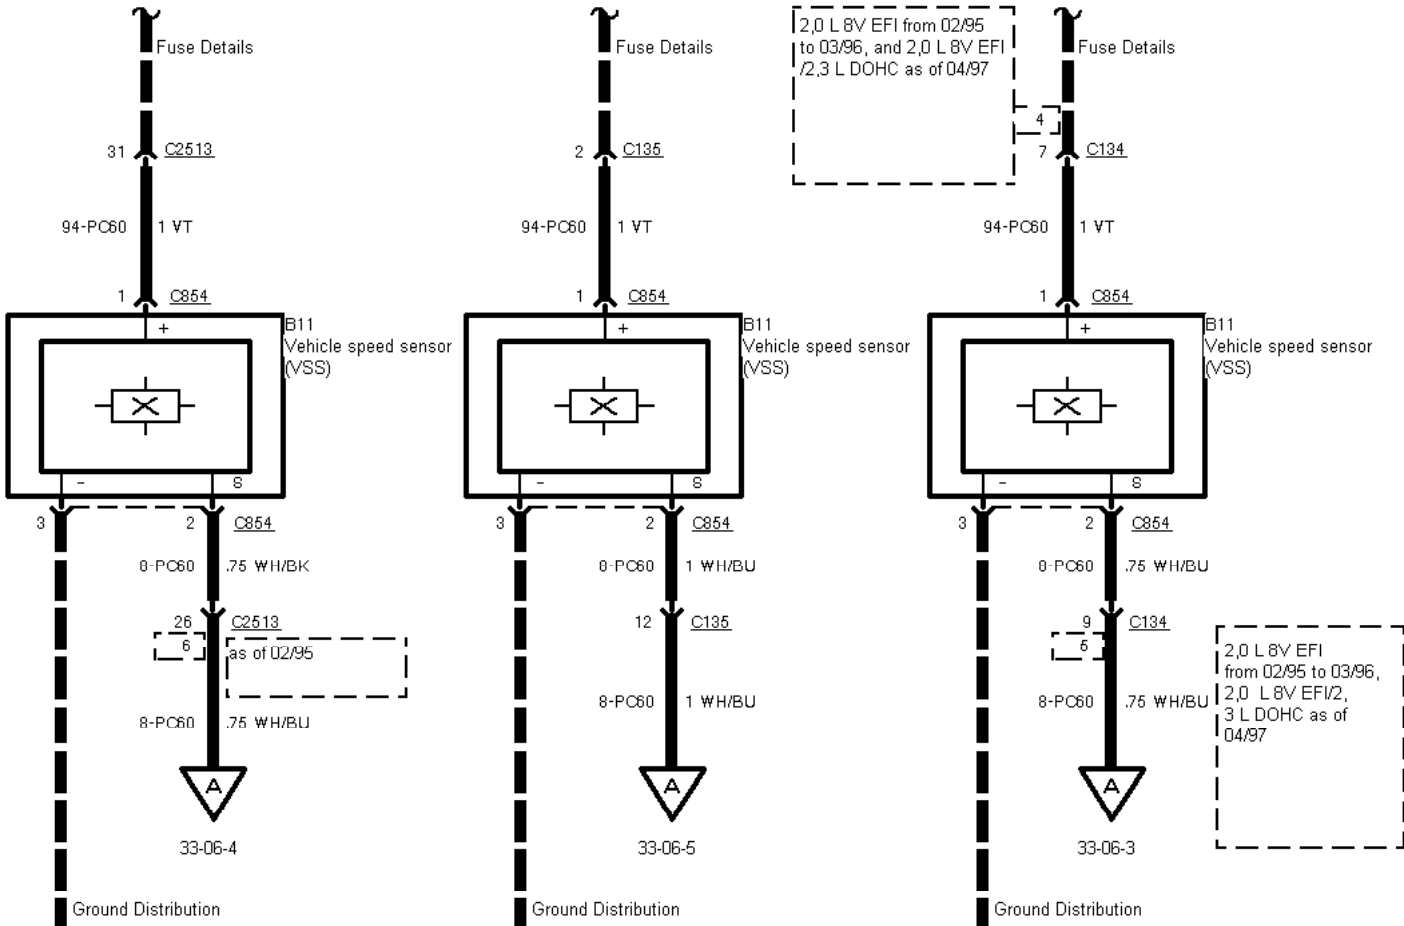 Fuse Details
31 C2513
94-PC60 1 VT
1 C854
+
B11
Vehicle speed sensor
(VSS)
- S
3 2 C854
8-PC60 .75 WH/BK
26 C2513
6
as of 02/95
8-PC60 .75 WH/BU
A
33-06-4
Ground Distribution
Fuse Details
2 C135
94-PC60 1 VT
1 C854
+
B11
Vehicle speed sensor
(VSS)
- S
3 2 C854
8-PC60 1 WH/BU
12 C135
8-PC60 1 WH/BU
A
33-06-5
Ground Distribution
2,0 L 8V EFI from 02/95
to 03/96, and 2,0 L 8V EFI
/2,3 L DOHC as of 04/97
Fuse Details
4
7 C134
94-PC60 1 VT
1 C854
+
B11
Vehicle speed sensor
(VSS)
- S
3 2 C854
8-PC60 .75 WH/BU
9 C134
5
8-PC60 .75 WH/BU
2,0 L 8V EFI
from 02/95 to 03/96,
2,0 L 8V EFI/2,
3 L DOHC as of
04/97
A
33-06-3
Ground Distribution